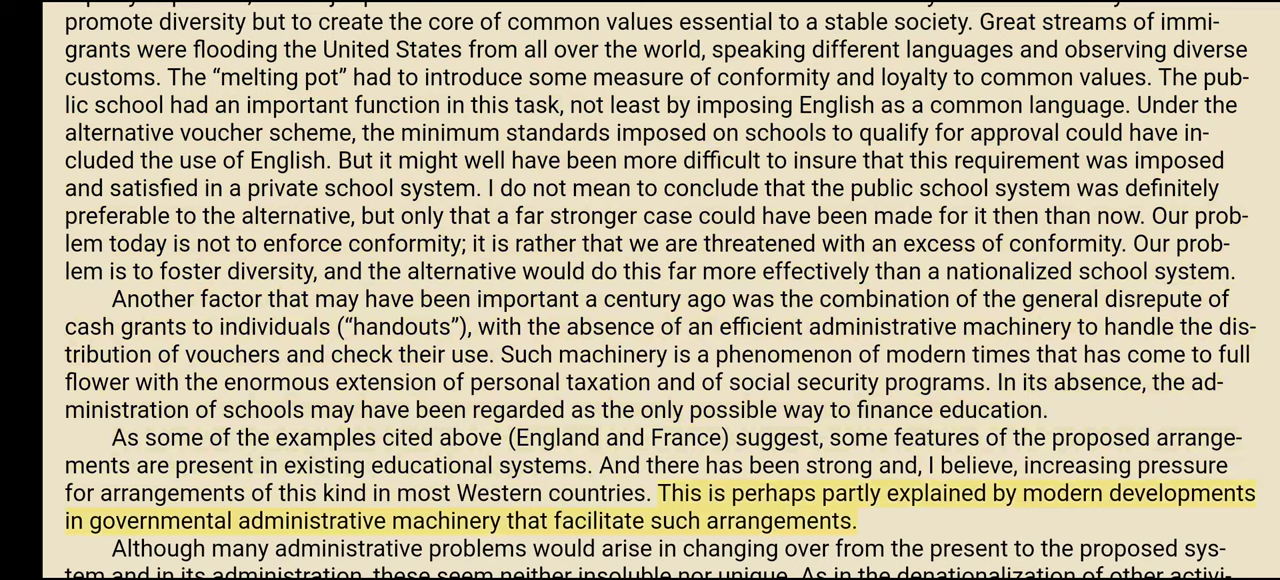 promote diversity but to create the core of common values essential to a stable society. Great streams of immi-
grants were flooding the United States from all over the world, speaking different languages and observing diverse
customs. The “melting pot” had to introduce some measure of conformity and loyalty to common values. The pub-
lic school had an important function in this task, not least by imposing English as a common language. Under the
alternative voucher scheme, the minimum standards imposed on schools to qualify for approval could have in-
cluded the use of English. But it might well have been more difficult to insure that this requirement was imposed
and satisfied in a private school system. I do not mean to conclude that the public school system was definitely
preferable to the alternative, but only that a far stronger case could have been made for it then than now. Our prob-
lem today is not to enforce conformity; it is rather that we are threatened with an excess of conformity. Our prob-
lem is to foster diversity, and the alternative would do this far more effectively than a nationalized school system.
Another factor that may have been important a century ago was the combination of the general disrepute of
cash grants to individuals (“handouts”), with the absence of an efficient administrative machinery to handle the dis-
tribution of vouchers and check their use. Such machinery is a phenomenon of modern times that has come to full
flower with the enormous extension of personal taxation and of social security programs. In its absence, the ad-
ministration of schools may have been regarded as the only possible way to finance education.
As some of the examples cited above (England and France) suggest, some features of the proposed arrange-
ments are present in existing educational systems. And there has been strong and, I believe, increasing pressure
for arrangements of this kind in most Western countries. This is perhaps partly explained by modern developments
in governmental administrative machinery that facilitate such arrangements.
Although many administrative problems would arise in changing over from the present to the proposed sys-
tem and in its administration, these seem neither insoluble nor unique. As in the denationalization of other activi-